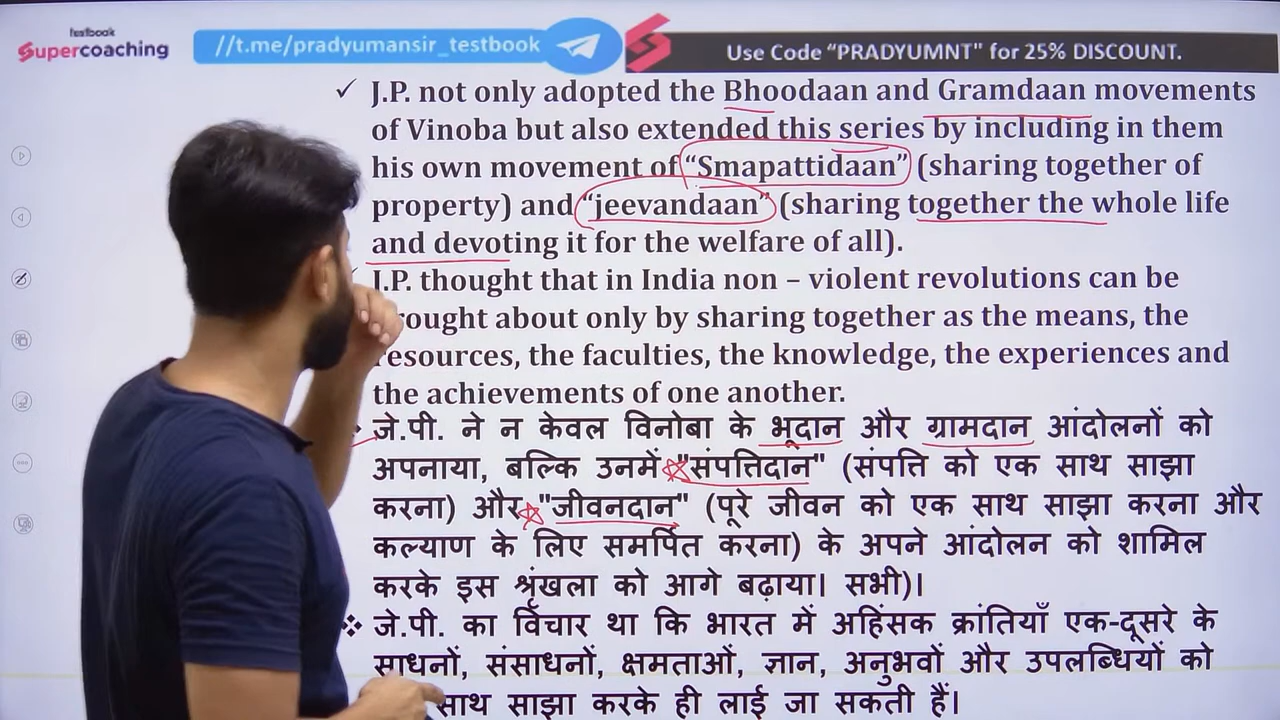 testbook
Supercoaching
//t.me/pradyumansir_testbook
Use Code “PRADYUMNT" for 25% DISCOUNT.
J.P. not only adopted the Bhoodaan and Gramdaan movements
of Vinoba but also extended this series by including in them
his own movement of “Smapattidaan” (sharing together of
property) and “jeevandaan” (sharing together the whole life
and devoting it for the welfare of all).
J.P. thought that in India non – violent revolutions can be
rought about only by sharing together as the means, the
resources, the faculties, the knowledge, the experiences and
the achievements of one another.
जे.पी. ने न केवल विनोबा के भूदान और ग्रामदान आंदोलनों को
अपनाया, बल्कि उनमें "संपत्तिदान" (संपत्ति को एक साथ साझा
करना) और "जीवनदान" (पूरे जीवन को एक साथ साझा करना और
कल्याण के लिए समर्पित करना) के अपने आंदोलन को शामिल
करके इस श्रृंखला को आगे बढ़ाया। सभी)।
जे.पी. का विचार था कि भारत में अहिंसक क्रांतियाँ एक-दूसरे के
साधनों, संसाधनों, क्षमताओं, ज्ञान, अनुभवों और उपलब्धियों को
साथ साझा करके ही लाई जा सकती हैं।